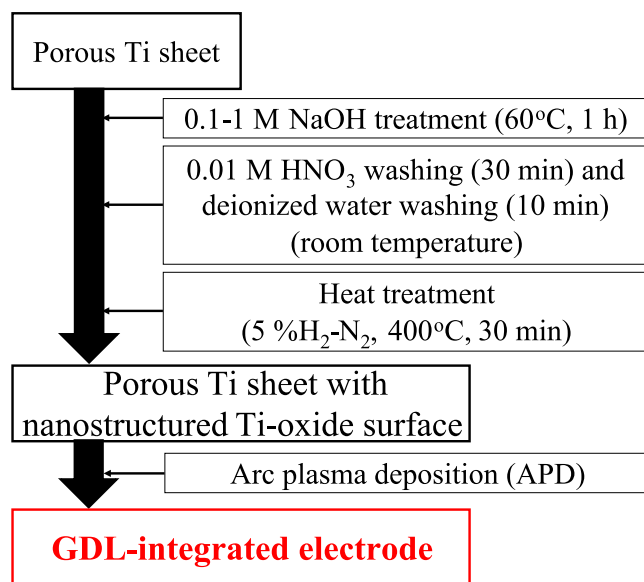 Porous Ti sheet
0.1-1 M NaOH treatment (60°C, 1 h)
0.01 M HNO₃ washing (30 min) and
deionized water washing (10 min)
(room temperature)
Heat treatment
(5 %H₂-N₂, 400°C, 30 min)
Porous Ti sheet with
nanostructured Ti-oxide surface
Arc plasma deposition (APD)
GDL-integrated electrode